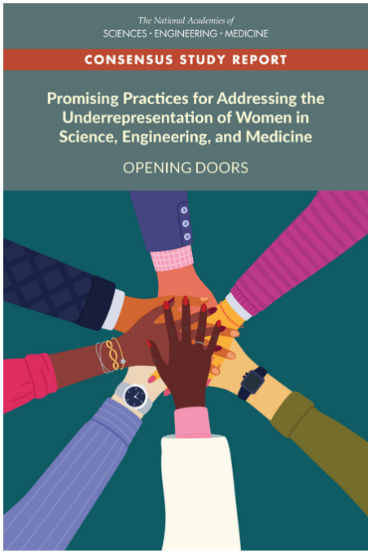 The National Academies of
SCIENCES • ENGINEERING • MEDICINE
CONSENSUS STUDY REPORT
Promising Practices for Addressing the
Underrepresentation of Women in
Science, Engineering, and Medicine
OPENING DOORS